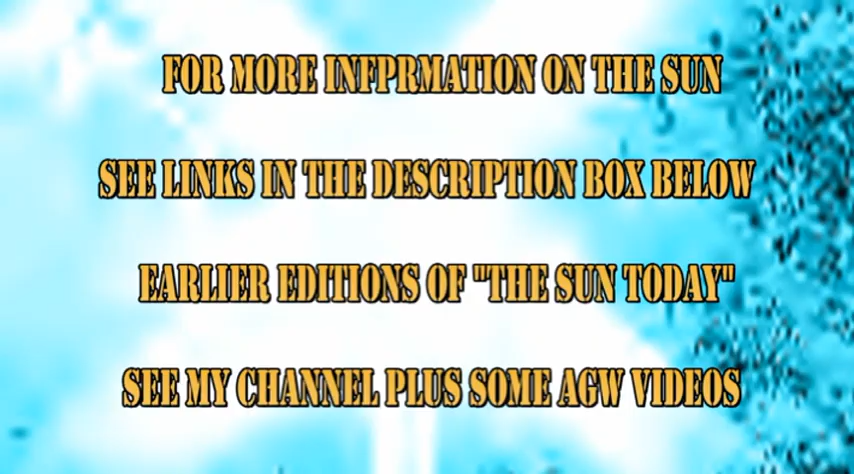 FOR MORE INFPRMATION ON THE SUN
SEE LINKS IN THE DESCRIPTION BOX BELOW
EARLIER EDITIONS OF "THE SUN TODAY"
SEE MY CHANNEL PLUS SOME AGW VIDEOS